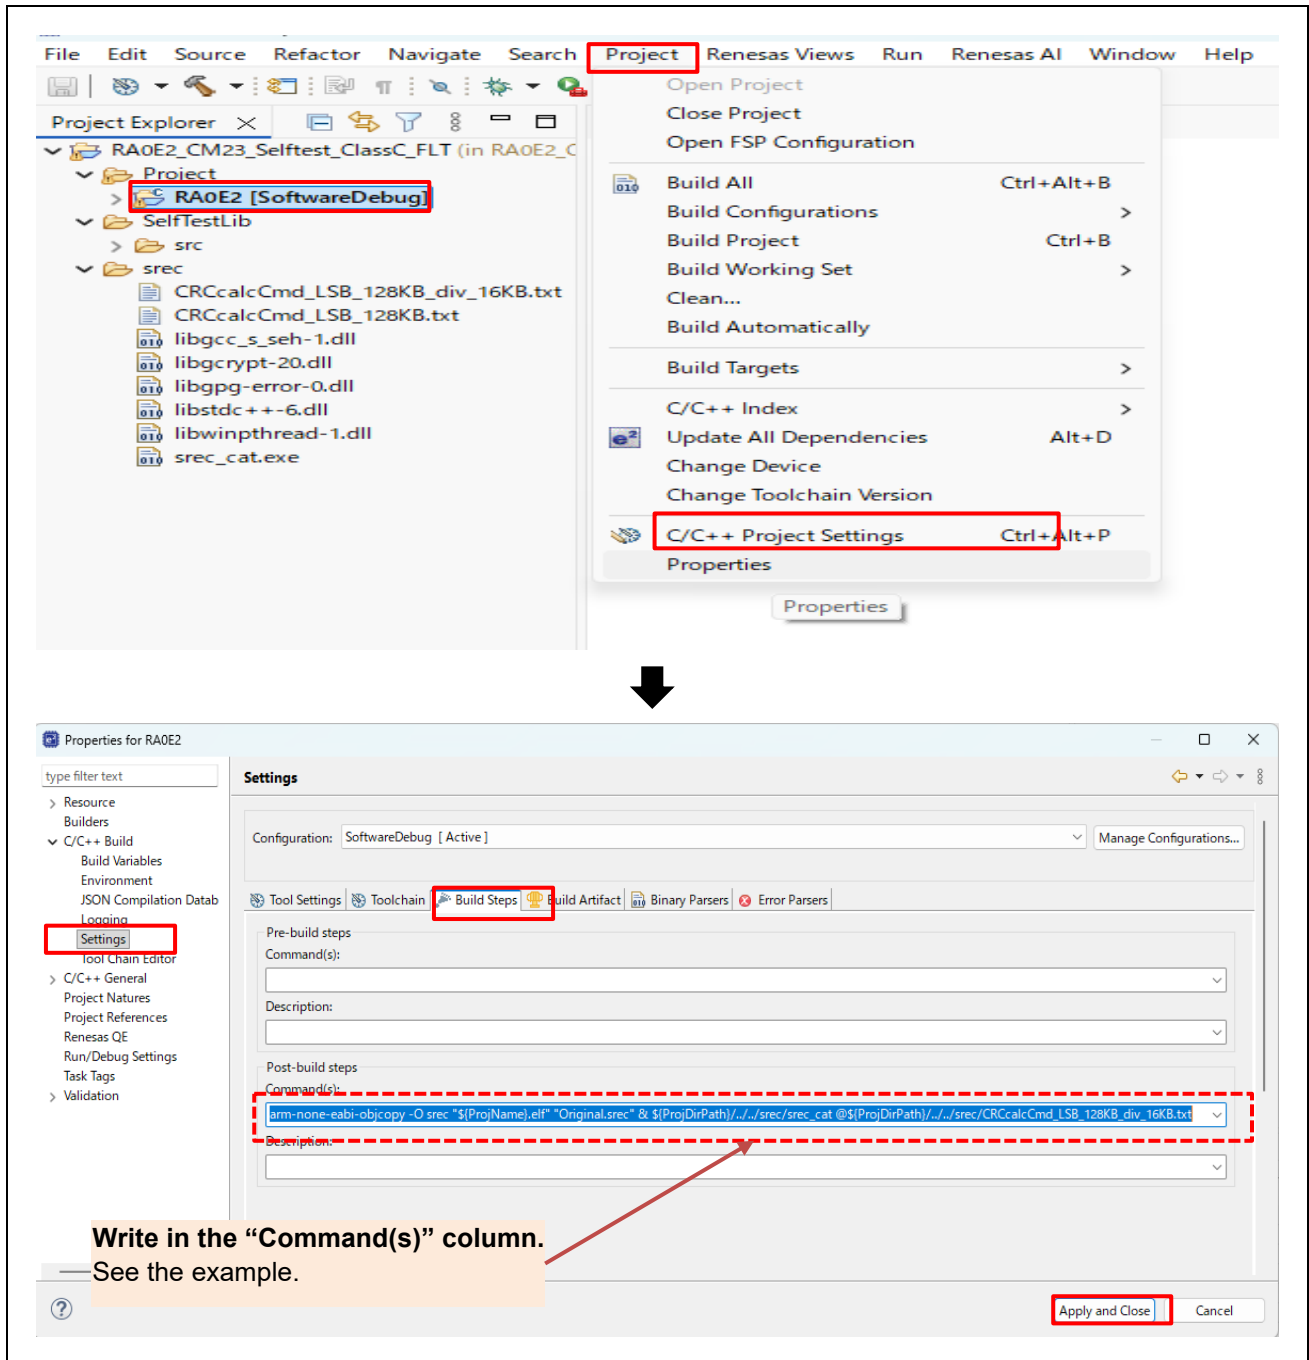 File Edit Source Refactor Navigate Search Project Renesas Views Run Renesas AI Window Help
Project Explorer
RA0E2_CM23_Selftest_ClassC_FLT (in RA0E2_C
Project
RA0E2 [SoftwareDebug]
SelfTestLib
src
srec
CRCcalcCmd_LSB_128KB_div_16KB.txt
CRCcalcCmd_LSB_128KB.txt
libgcc_s_seh-1.dll
libgcrypt-20.dll
libgpg-error-0.dll
libstdc++-6.dll
libwinpthread-1.dll
srec_cat.exe
Open Project
Close Project
Open FSP Configuration
Build All Ctrl+Alt+B
Build Configurations
Build Project Ctrl+B
Build Working Set
Clean...
Build Automatically
Build Targets
C/C++ Index
Update All Dependencies Alt+D
Change Device
Change Toolchain Version
C/C++ Project Settings Ctrl+Alt+P
Properties
Properties
Properties for RA0E2
type filter text
Resource
Builders
C/C++ Build
Build Variables
Environment
JSON Compilation Datab
Logging
Settings
Tool Chain Editor
C/C++ General
Project Natures
Project References
Renesas QE
Run/Debug Settings
Task Tags
Validation
Settings
Configuration: SoftwareDebug [ Active ] Manage Configurations...
Tool Settings Toolchain Build Steps Build Artifact Binary Parsers Error Parsers
Pre-build steps
Command(s):
Description:
Post-build steps
Command(s):
arm-none-eabi-objcopy -O srec "${ProjName}.elf" "Original.srec" & ${ProjDirPath}/../../srec/srec_cat @${ProjDirPath}/../../srec/CRCcalcCmd_LSB_128KB_div_16KB.txt
Description:
Write in the “Command(s)” column.
See the example.
Apply and Close Cancel